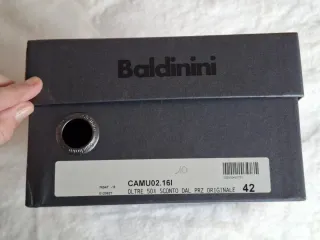 Baldinini
CAMU02.16I
OLTRE 50% SCONTO DAL PRZ ORIGINALE 42